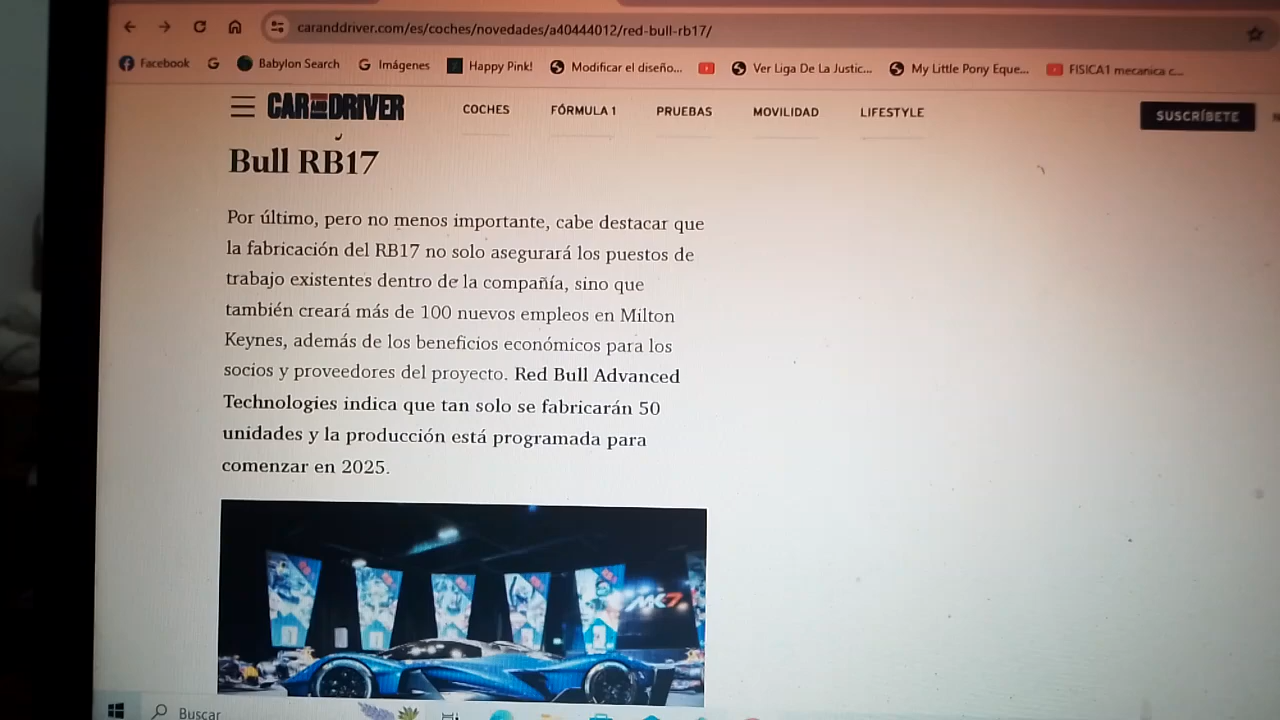 caranddriver.com/es/coches/novedades/a40444012/red-bull-rb17/
Facebook
G
Babylon Search
G Imágenes
Happy Pink!
Modificar el diseño...
Ver Liga De La Justic...
My Little Pony Eque...
FISICA1 mecanica c...
CAR AND DRIVER
COCHES
FÓRMULA 1
PRUEBAS
MOVILIDAD
LIFESTYLE
SUSCRÍBETE
Bull RB17
Por último, pero no menos importante, cabe destacar que
la fabricación del RB17 no solo asegurará los puestos de
trabajo existentes dentro de la compañía, sino que
también creará más de 100 nuevos empleos en Milton
Keynes, además de los beneficios económicos para los
socios y proveedores del proyecto. Red Bull Advanced
Technologies indica que tan solo se fabricarán 50
unidades y la producción está programada para
comenzar en 2025.
MK7
Buscar